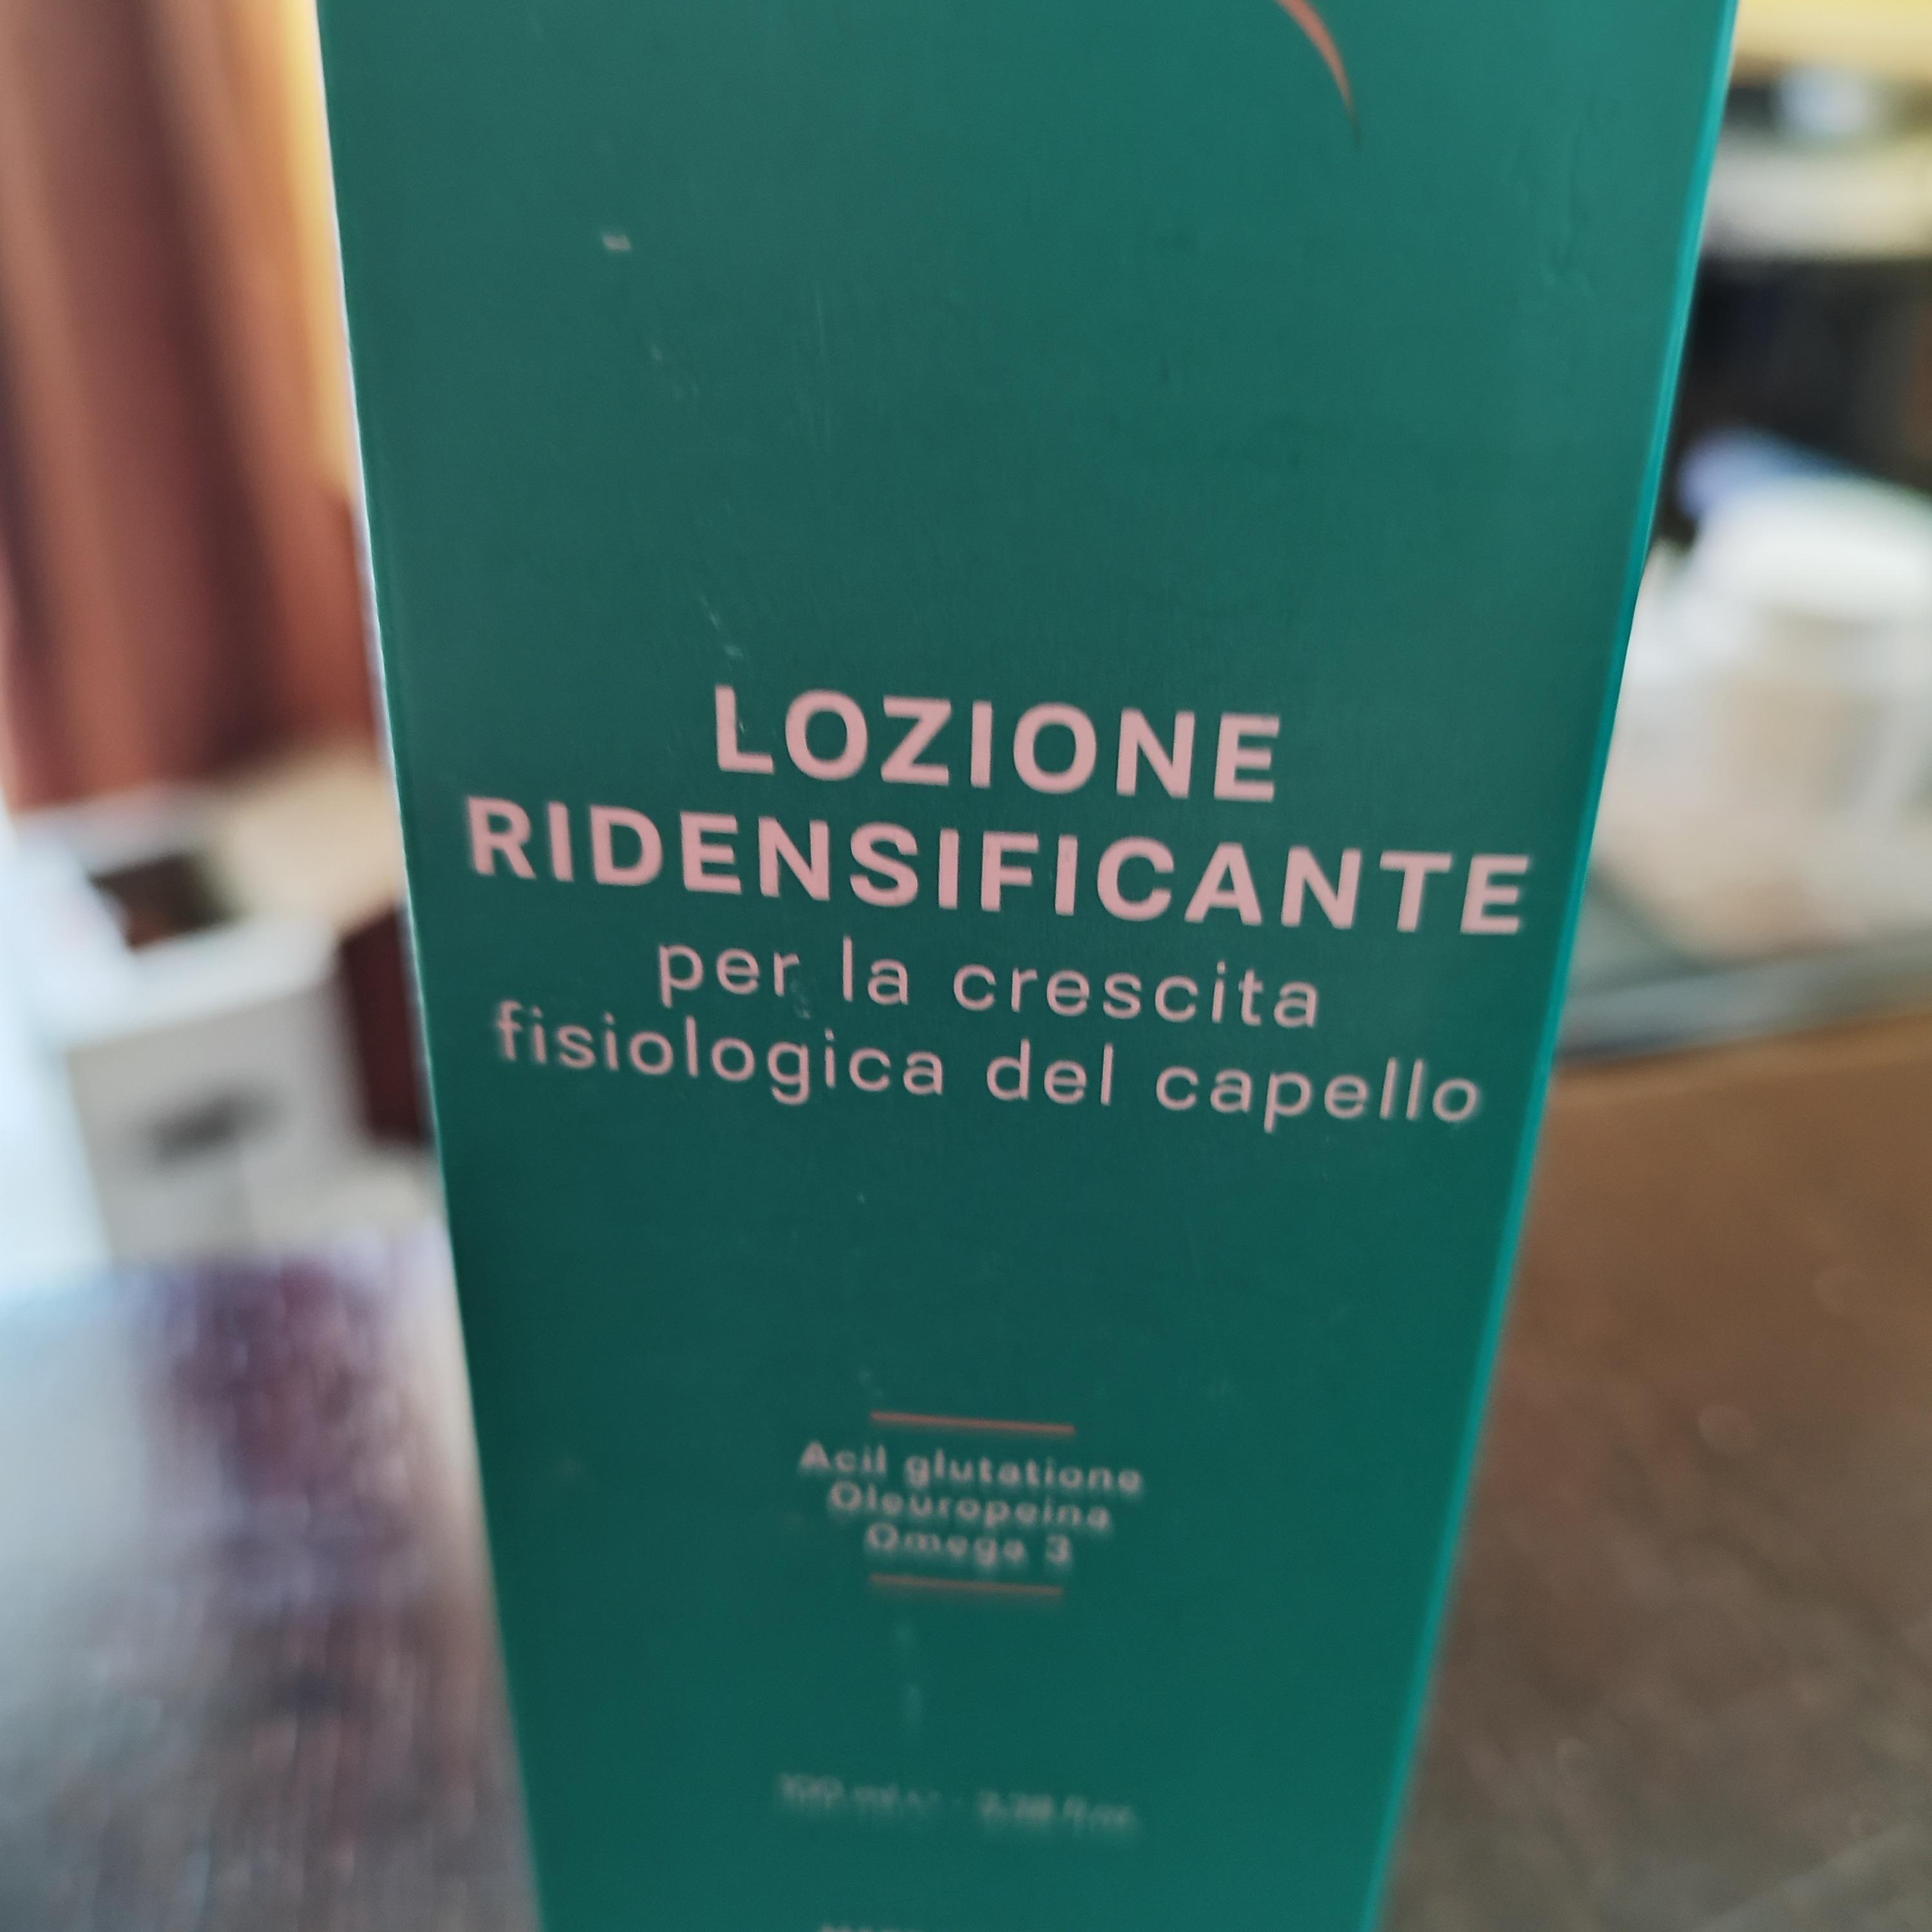 LOZIONE
RIDENSIFICANTE
per la crescita
fisiologica del capello
Acil glutatione
Oleuropeina
Omega 3